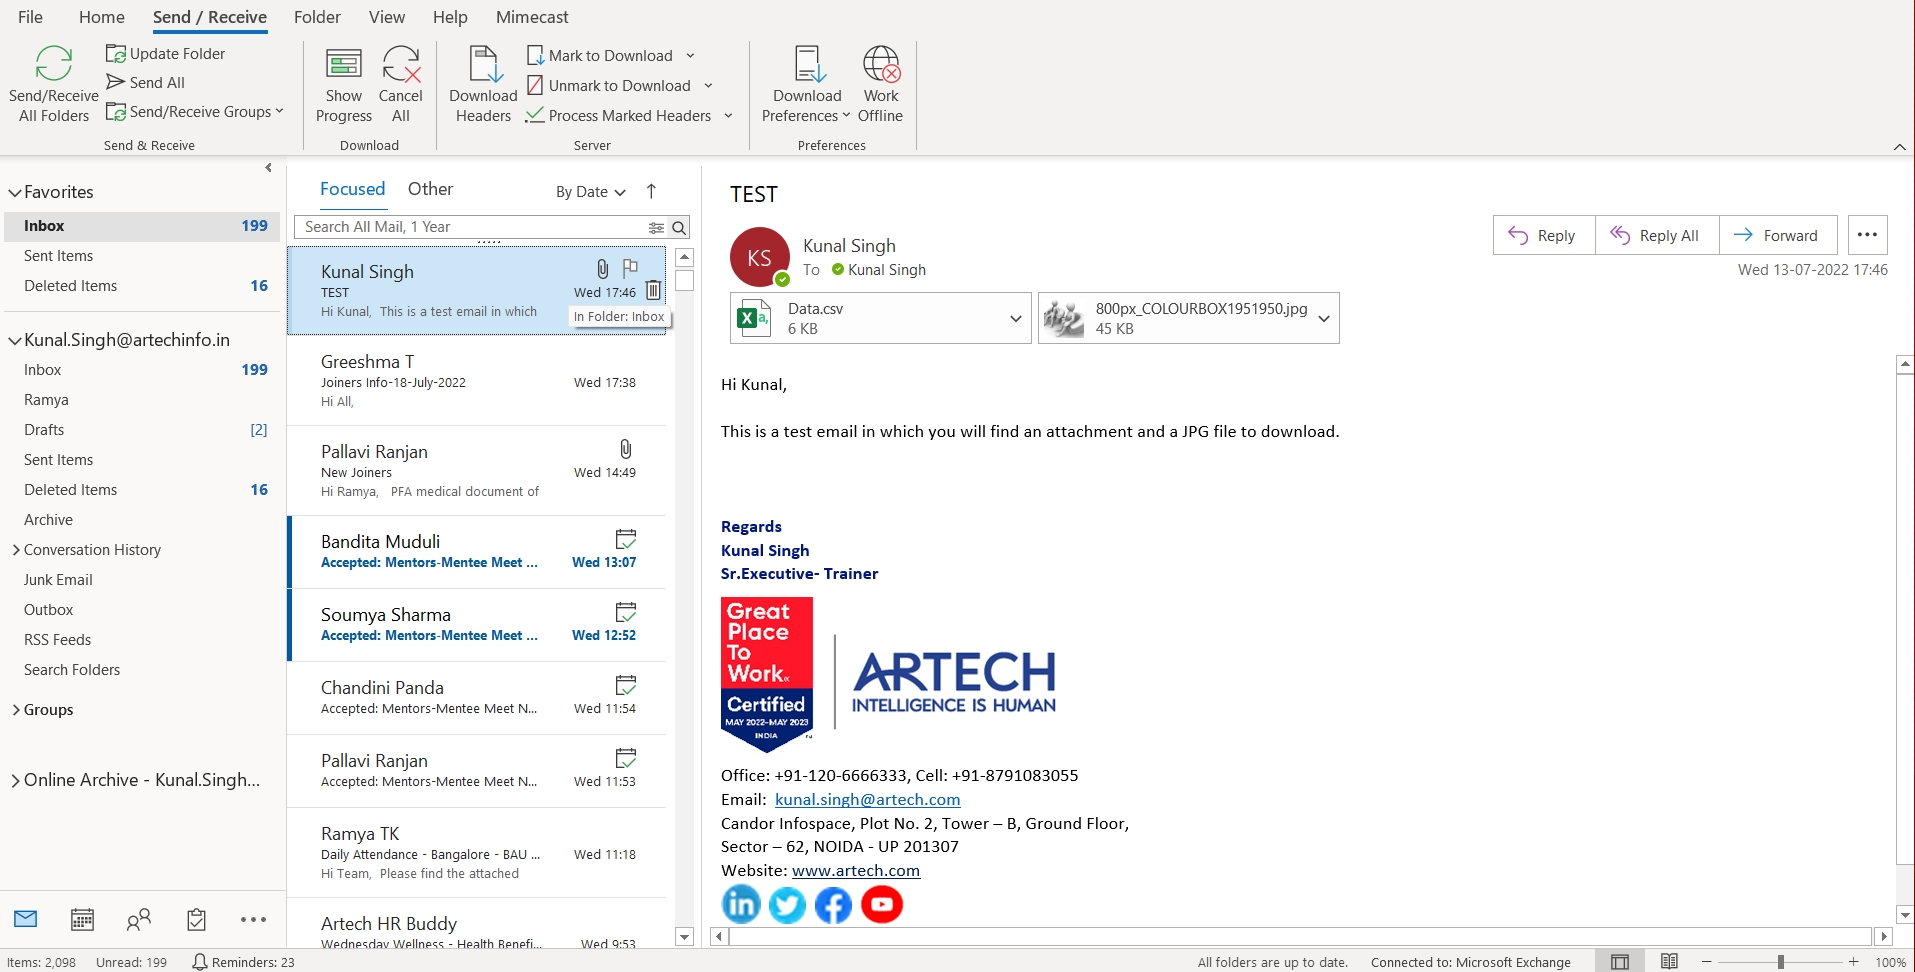 File Home Send / Receive Folder View Help Mimecast
Send/Receive All Folders
Update Folder
Send All
Send/Receive Groups
Send & Receive
Show Progress
Cancel All
Download
Download Headers
Mark to Download
Unmark to Download
Process Marked Headers
Server
Download Preferences
Work Offline
Preferences
Favorites
Inbox 199
Sent Items
Deleted Items 16
Kunal.Singh@artechinfo.in
Inbox 199
Ramya
Drafts [2]
Sent Items
Deleted Items 16
Archive
Conversation History
Junk Email
Outbox
RSS Feeds
Search Folders
Groups
Online Archive - Kunal.Singh...
Focused Other By Date
Search All Mail, 1 Year
Kunal Singh
TEST Wed 17:46
Hi Kunal, This is a test email in which
In Folder: Inbox
Greeshma T
Joiners Info-18-July-2022 Wed 17:38
Hi All,
Pallavi Ranjan
New Joiners Wed 14:49
Hi Ramya, PFA medical document of
Bandita Muduli
Accepted: Mentors-Mentee Meet ... Wed 13:07
Soumya Sharma
Accepted: Mentors-Mentee Meet ... Wed 12:52
Chandini Panda
Accepted: Mentors-Mentee Meet N... Wed 11:54
Pallavi Ranjan
Accepted: Mentors-Mentee Meet N... Wed 11:53
Ramya TK
Daily Attendance - Bangalore - BAU ... Wed 11:18
Hi Team, Please find the attached
Artech HR Buddy
Wednesday Wellness - Health Benefi... Wed 9:53
TEST
KS
Kunal Singh
To Kunal Singh
Reply Reply All Forward
Wed 13-07-2022 17:46
Data.csv
6 KB
800px_COLOURBOX1951950.jpg
45 KB
Hi Kunal,
This is a test email in which you will find an attachment and a JPG file to download.
Regards
Kunal Singh
Sr.Executive- Trainer
Great
Place
To
Work.
Certified
MAY 2022-MAY 2023
INDIA
ARTECH
INTELLIGENCE IS HUMAN
Office: +91-120-6666333, Cell: +91-8791083055
Email: kunal.singh@artech.com
Candor Infospace, Plot No. 2, Tower – B, Ground Floor,
Sector – 62, NOIDA - UP 201307
Website: www.artech.com
Items: 2,098 Unread: 199 Reminders: 23 All folders are up to date. Connected to: Microsoft Exchange 100%